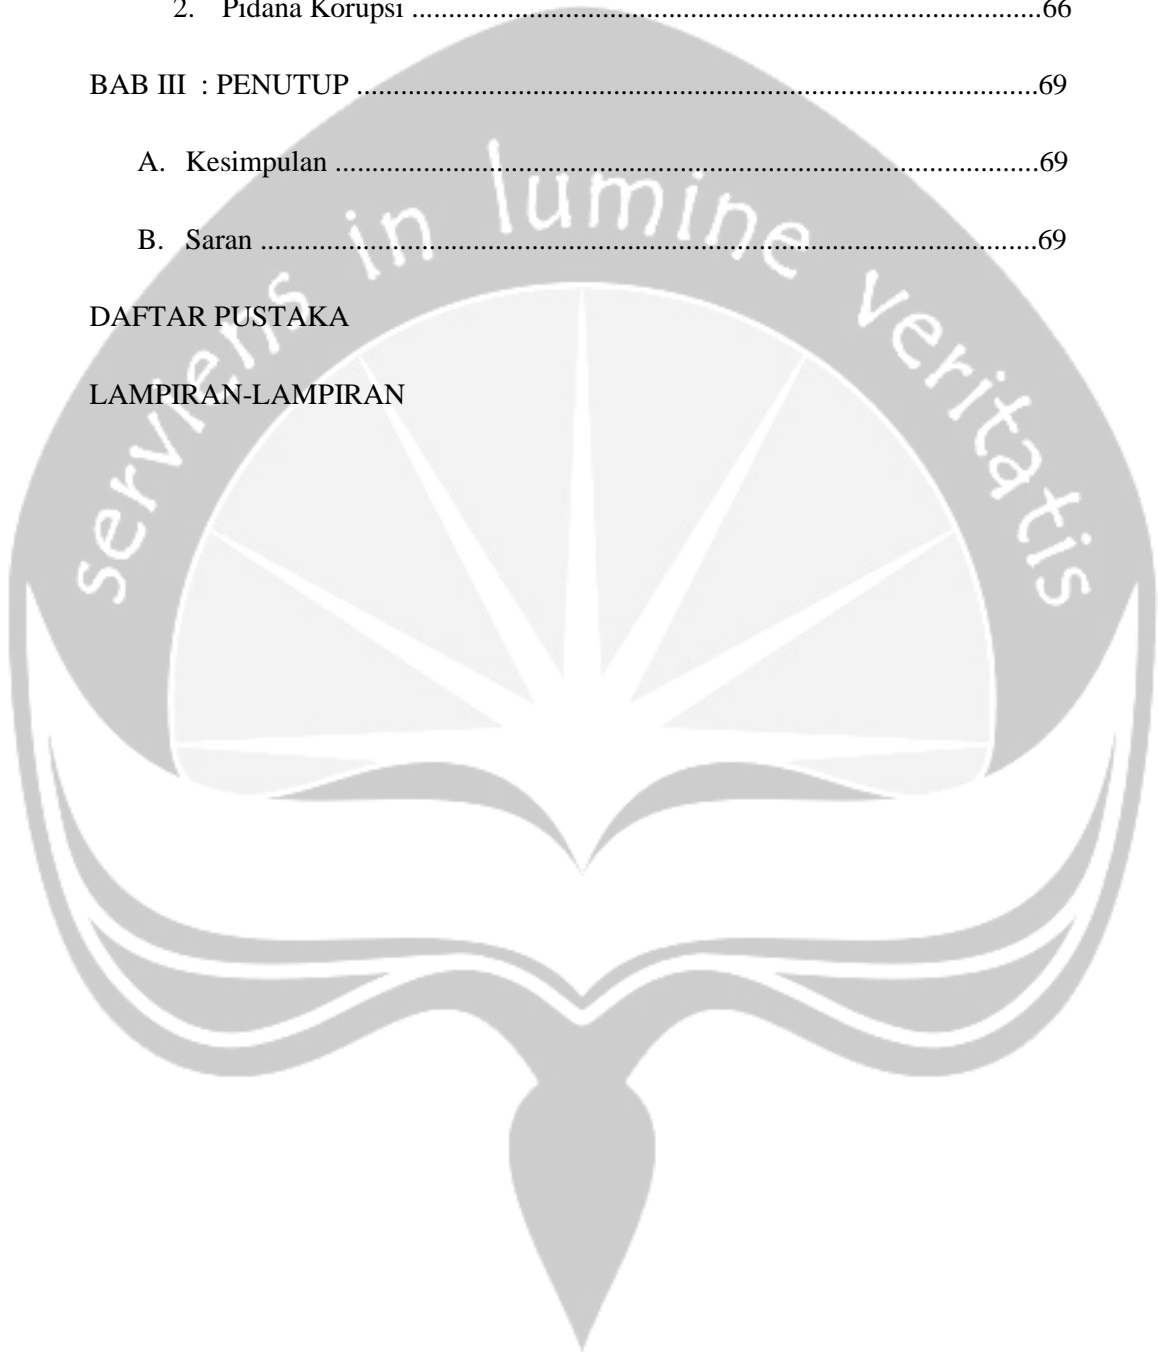 2. Pidana Korupsi ......................................................................................66
BAB III : PENUTUP .............................................................................................69
A. Kesimpulan ................................................................................................69
B. Saran ..........................................................................................................69
DAFTAR PUSTAKA
LAMPIRAN-LAMPIRAN
serviens in lumine veritatis